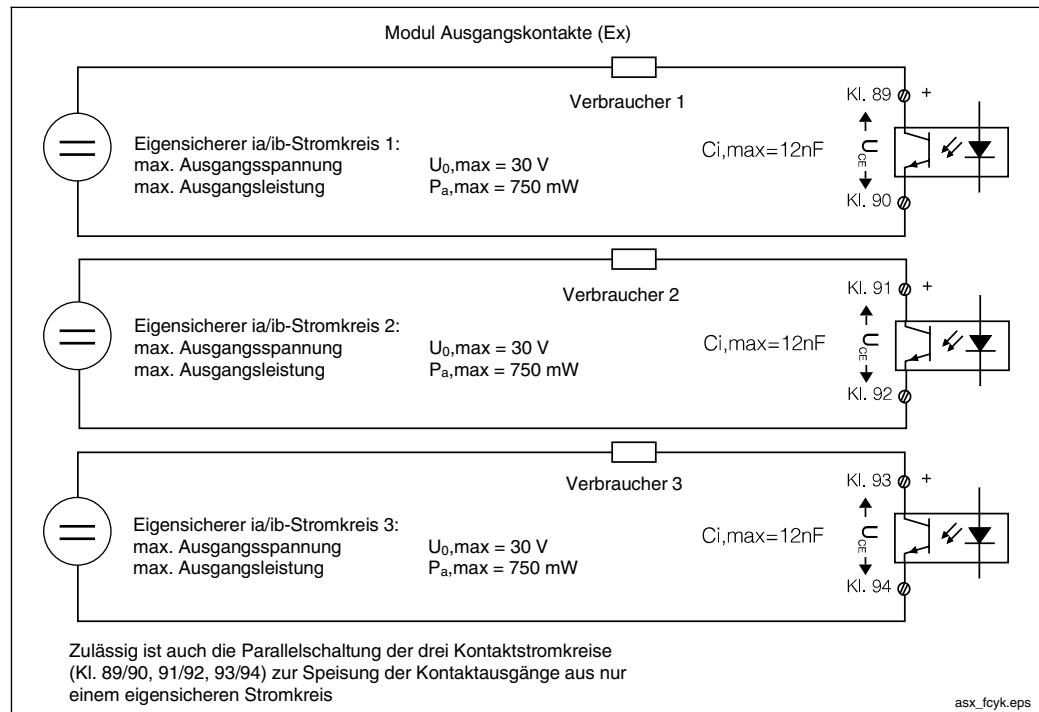 Modul Ausgangskontakte (Ex)
Verbraucher 1
Kl. 89 +
Eigensicherer ia/ib-Stromkreis 1:
max. Ausgangsspannung U0,max = 30 V
max. Ausgangsleistung Pa,max = 750 mW
Ci,max=12nF
UCE
Kl. 90
Verbraucher 2
Kl. 91 +
Eigensicherer ia/ib-Stromkreis 2:
max. Ausgangsspannung U0,max = 30 V
max. Ausgangsleistung Pa,max = 750 mW
Ci,max=12nF
UCE
Kl. 92
Verbraucher 3
Kl. 93 +
Eigensicherer ia/ib-Stromkreis 3:
max. Ausgangsspannung U0,max = 30 V
max. Ausgangsleistung Pa,max = 750 mW
Ci,max=12nF
UCE
Kl. 94
Zulässig ist auch die Parallelschaltung der drei Kontaktstromkreise
(Kl. 89/90, 91/92, 93/94) zur Speisung der Kontaktausgänge aus nur
einem eigensicheren Stromkreis
asx_fcyk.eps